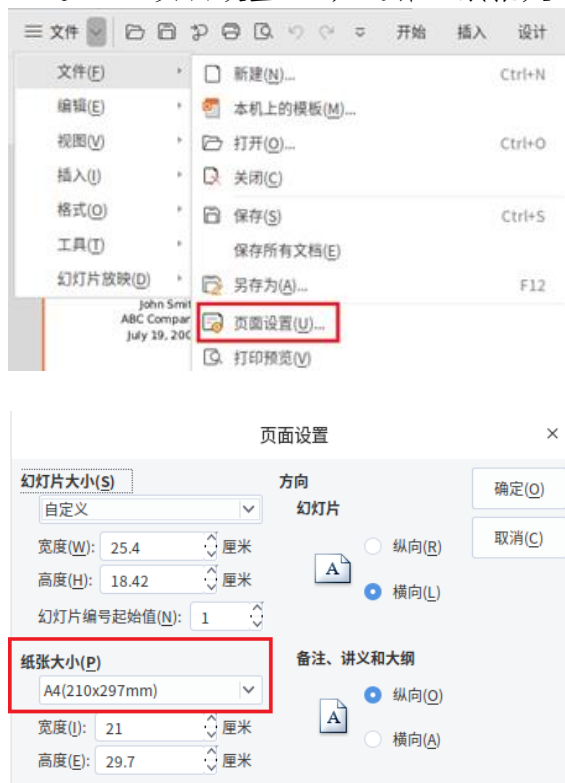 文件 开始 插入 设计
文件(F)
编辑(E)
视图(V)
插入(I)
格式(O)
工具(T)
幻灯片放映(D)
新建(N)... Ctrl+N
本机上的模板(M)...
打开(O)... Ctrl+O
关闭(C)
保存(S) Ctrl+S
保存所有文档(E)
另存为(A)... F12
页面设置(U)...
打印预览(V)
John Smit
ABC Compar
July 19, 200
页面设置
幻灯片大小(S)
自定义
宽度(W): 25.4 厘米
高度(H): 18.42 厘米
幻灯片编号起始值(N): 1
纸张大小(P)
A4(210x297mm)
宽度(I): 21 厘米
高度(E): 29.7 厘米
方向
幻灯片
A
纵向(R)
横向(L)
备注、讲义和大纲
A
纵向(O)
横向(A)
确定(O)
取消(C)